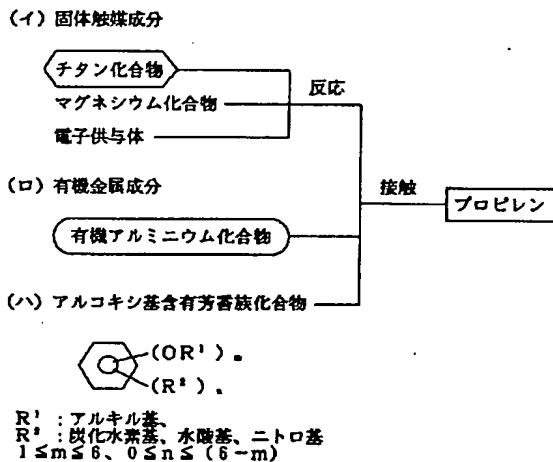 (イ) 固体触媒成分
チタン化合物
マグネシウム化合物
電子供与体
反応
(ロ) 有機金属成分
有機アルミニウム化合物
接触
プロピレン
(ハ) アルコキシ基含有芳香族化合物
(OR¹)ₘ
(R²)ₙ
R¹ : アルキル基、
R² : 炭化水素基、水酸基、ニトロ基
1≦m≦6、0≦n≦(6-m)